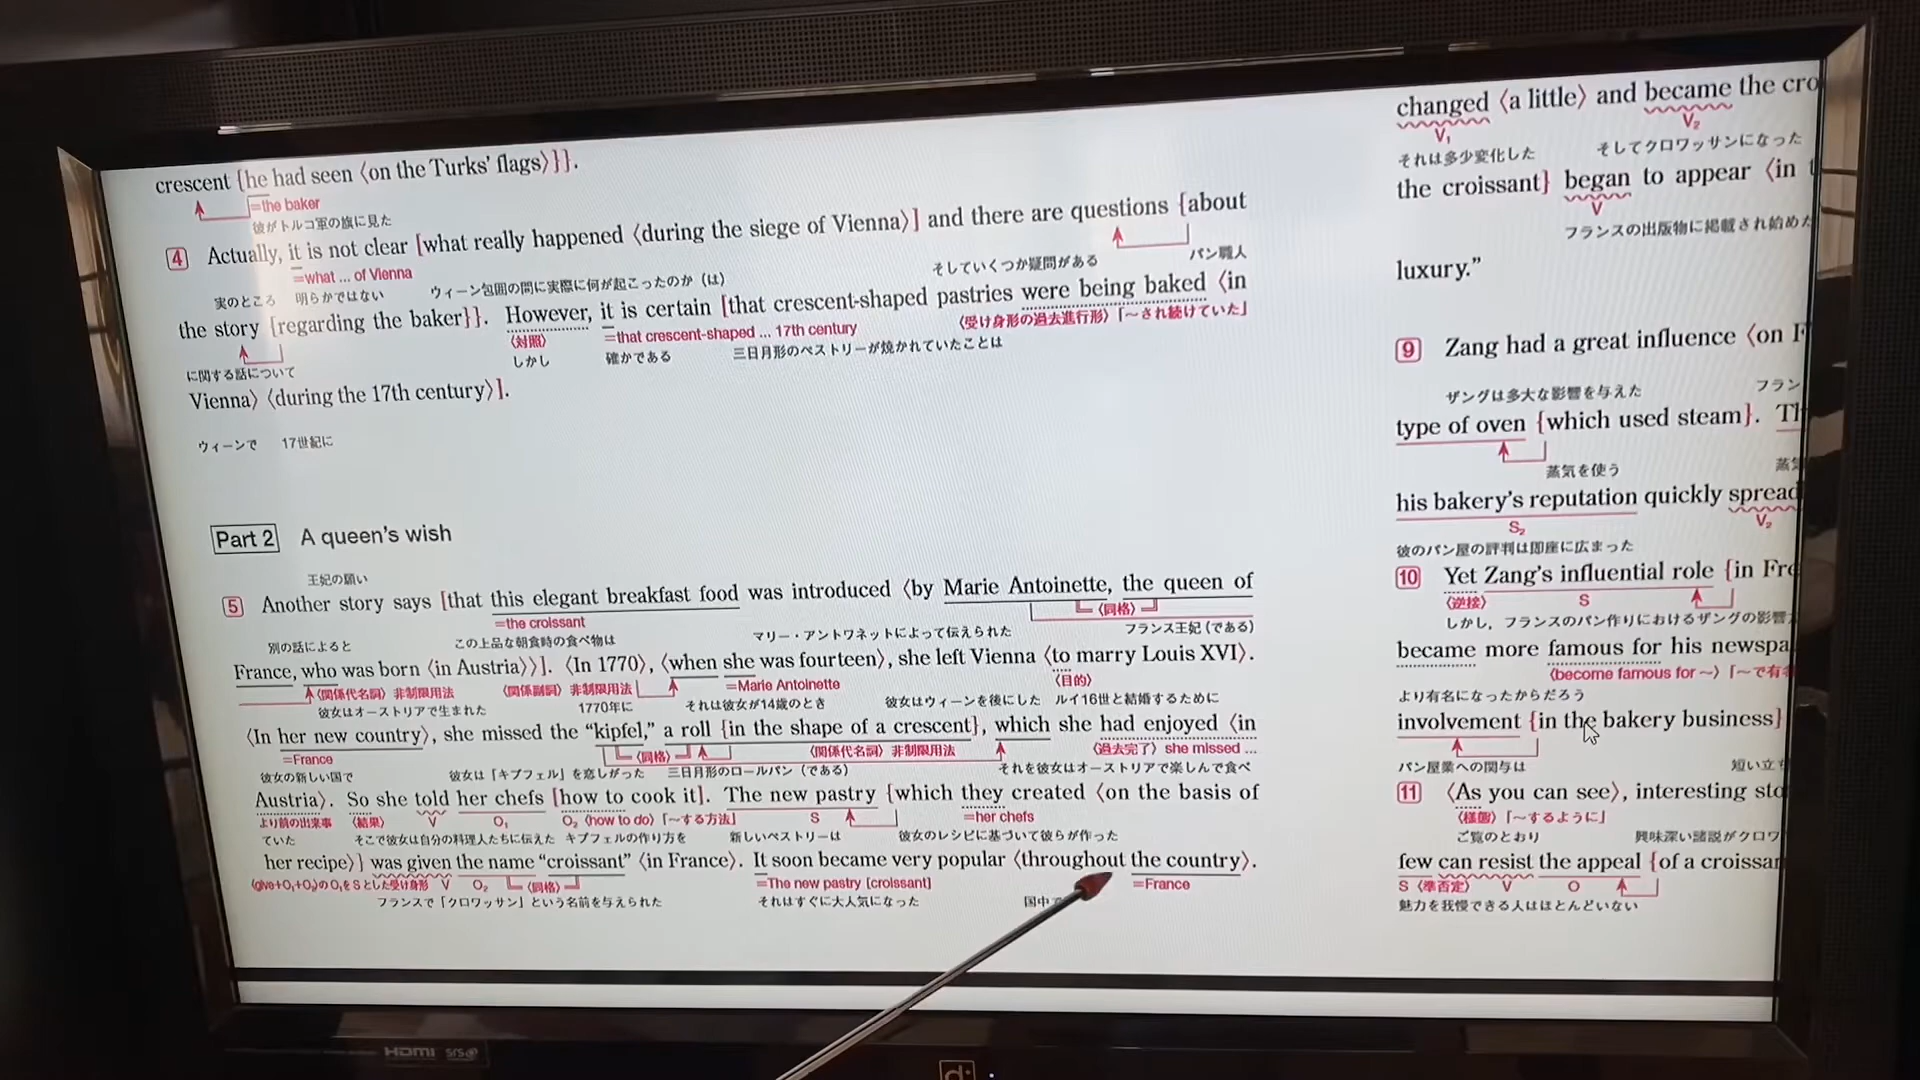 crescent {he had seen 〈on the Turks' flags〉}}.
=the baker
彼がトルコ軍の旗に見た
4 Actually, it is not clear [what really happened 〈during the siege of Vienna〉] and there are questions {about
=what ... of Vienna
実のところ 明らかではない ウィーン包囲の間に実際に何が起こったのか（は） そしていくつか疑問がある パン職人
the story {regarding the baker}}. However, it is certain [that crescent-shaped pastries were being baked 〈in
〈対照〉 =that crescent-shaped ... 17th century 〈受け身形の過去進行形〉「～され続けていた」
に関する話について しかし 確かである 三日月形のペストリーが焼かれていたことは
Vienna〉 〈during the 17th century〉].
ウィーンで 17世紀に
Part 2 A queen's wish
王妃の願い
5 Another story says [that this elegant breakfast food was introduced 〈by Marie Antoinette, the queen of
=the croissant 〈同格〉
別の話によると この上品な朝食時の食べ物は マリー・アントワネットによって伝えられた フランス王妃（である）
France, who was born 〈in Austria〉〉]. 〈In 1770〉, 〈when she was fourteen〉, she left Vienna 〈to marry Louis XVI〉.
〈関係代名詞〉非制限用法 〈関係副詞〉非制限用法 =Marie Antoinette 〈目的〉
彼女はオーストリアで生まれた 1770年に それは彼女が14歳のとき 彼女はウィーンを後にした ルイ16世と結婚するために
〈In her new country〉, she missed the “kipfel,” a roll {in the shape of a crescent}, which she had enjoyed 〈in
=France 〈同格〉 〈関係代名詞〉非制限用法 〈過去完了〉she missed ...
彼女の新しい国で 彼女は「キプフェル」を恋しがった 三日月形のロールパン（である） それを彼女はオーストリアで楽しんで食べ
Austria〉. So she told her chefs [how to cook it]. The new pastry {which they created 〈on the basis of
より前の出来事 〈結果〉 V O₁ O₂〈how to do〉「～する方法」 S =her chefs
ていた そこで彼女は自分の料理人たちに伝えた キプフェルの作り方を 新しいペストリーは 彼女のレシピに基づいて彼らが作った
her recipe〉} was given the name “croissant” 〈in France〉. It soon became very popular 〈throughout the country〉.
〈give+O₁+O₂〉のO₁をSとした受け身形 V O₂ 〈同格〉 =The new pastry [croissant] =France
フランスで「クロワッサン」という名前を与えられた それはすぐに大人気になった 国中で
changed 〈a little〉 and became the cro
V₁ V₂
それは多少変化した そしてクロワッサンになった
the croissant} began to appear 〈in
V
フランスの出版物に掲載され始めた
luxury.”
9 Zang had a great influence 〈on F
ザングは多大な影響を与えた フラン
type of oven {which used steam}. Th
蒸気を使う
his bakery's reputation quickly spread
S₂ V₂
彼のパン屋の評判は即座に広まった
10 Yet Zang's influential role {in Fre
〈逆接〉 S
しかし，フランスのパン作りにおけるザングの影響
became more famous for his newspa
〈become famous for ～〉「～で有名
より有名になったからだろう
involvement {in the bakery business}
パン屋業への関与は 短い立ち
11 〈As you can see〉, interesting sto
〈様態〉「～するように」
ご覧のとおり 興味深い諸説がクロワ
few can resist the appeal {of a croissan
S〈準否定〉 V O
魅力を我慢できる人はほとんどいない
HDMI SRS